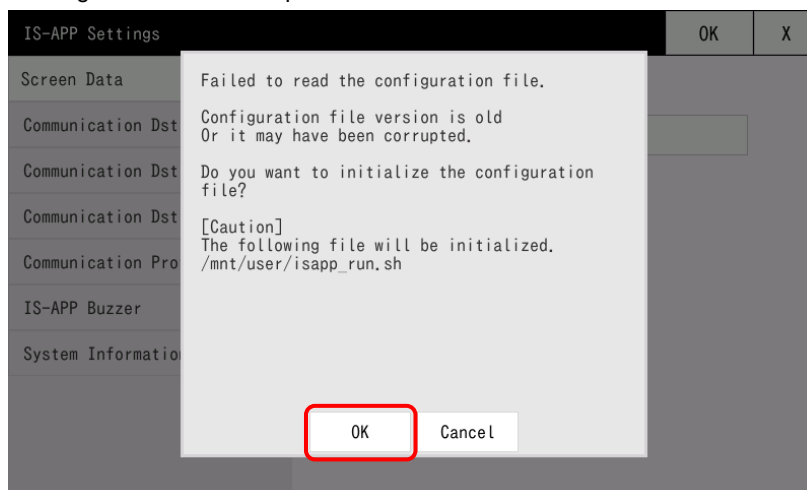 IS-APP Settings
OK
X
Screen Data
Communication Dst
Communication Dst
Communication Dst
Communication Pro
IS-APP Buzzer
System Informatio
Failed to read the configuration file.
Configuration file version is old
Or it may have been corrupted.
Do you want to initialize the configuration
file?
[Caution]
The following file will be initialized.
/mnt/user/isapp_run.sh
OK
Cancel